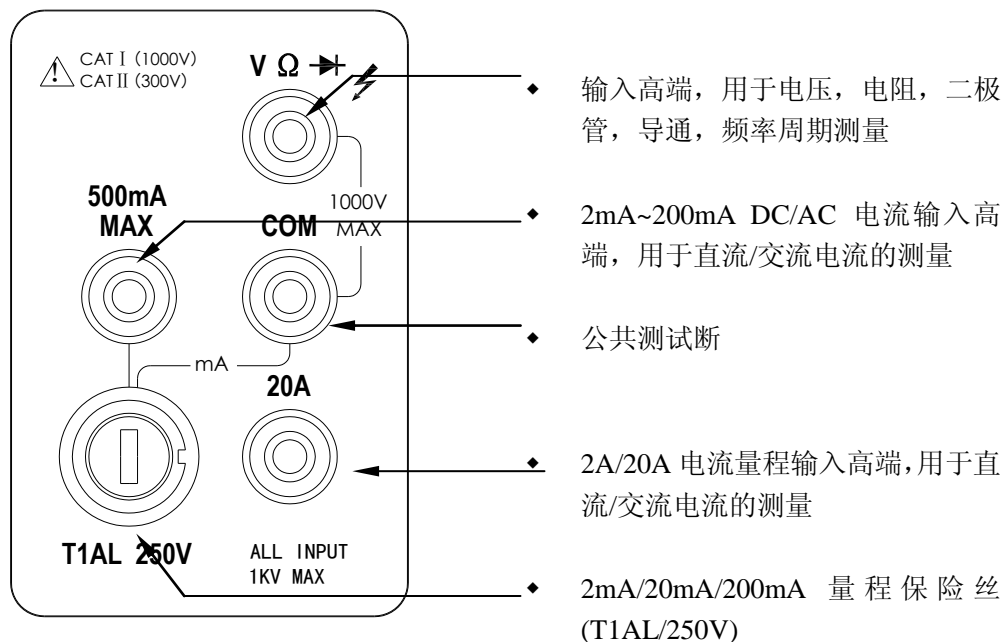 CAT I (1000V)
CAT II (300V)
V Ω
500mA
MAX
COM
1000V
MAX
mA
20A
T1AL 250V
ALL INPUT
1KV MAX
◆ 输入高端，用于电压，电阻，二极
管，导通，频率周期测量
◆ 2mA~200mA DC/AC 电流输入高
端，用于直流/交流电流的测量
◆ 公共测试断
◆ 2A/20A 电流量程输入高端，用于直
流/交流电流的测量
◆ 2mA/20mA/200mA 量程保险丝
(T1AL/250V)